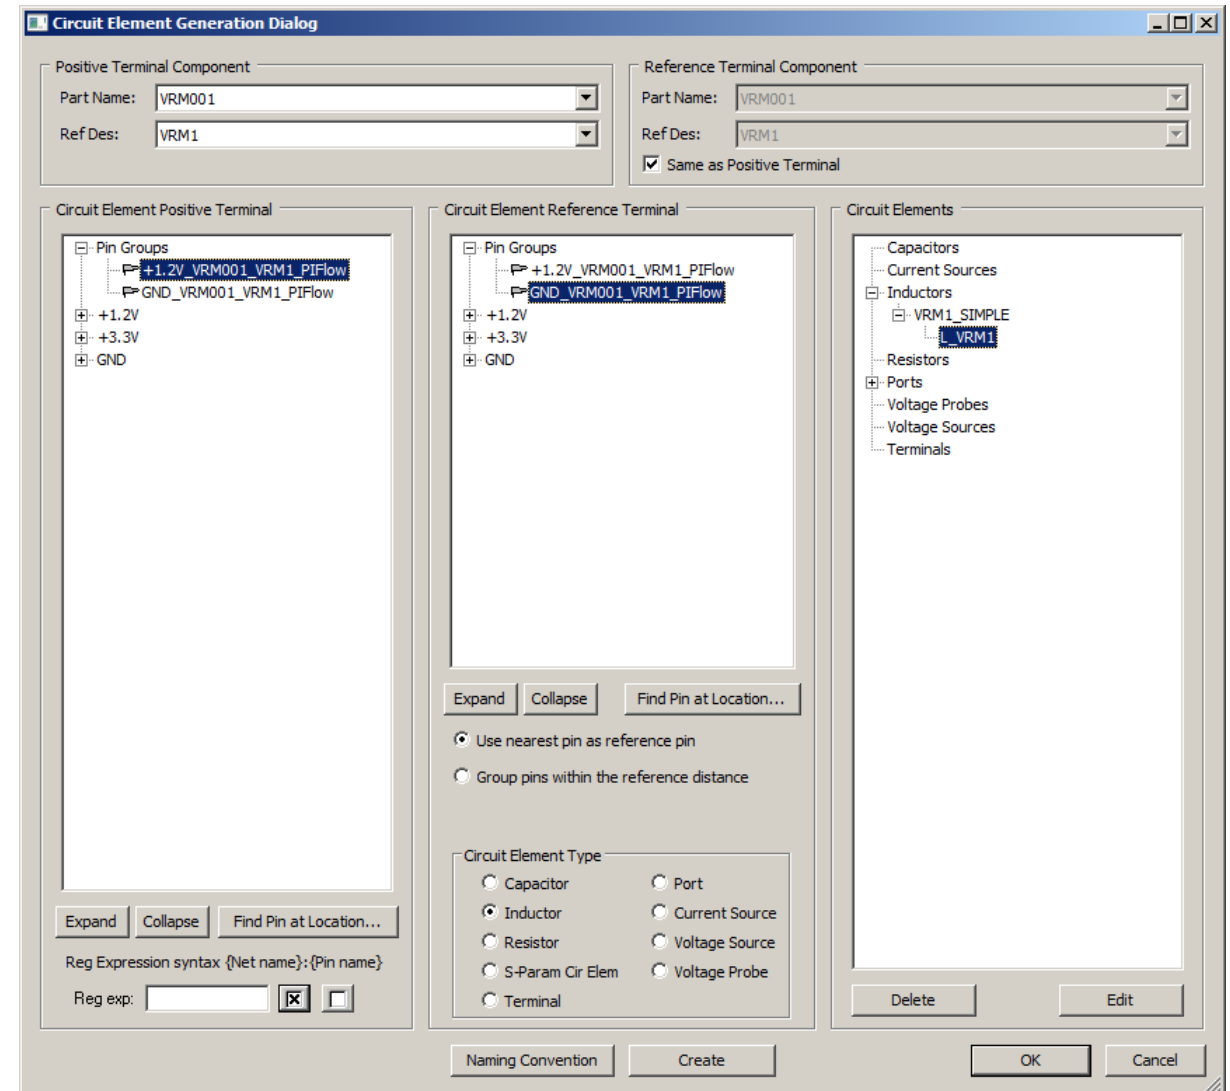 Circuit Element Generation Dialog
Positive Terminal Component
Part Name: VRM001
Ref Des: VRM1
Reference Terminal Component
Part Name: VRM001
Ref Des: VRM1
Same as Positive Terminal
Circuit Element Positive Terminal
Pin Groups
+1.2V_VRM001_VRM1_PIFlow
GND_VRM001_VRM1_PIFlow
+1.2V
+3.3V
GND
Expand Collapse Find Pin at Location...
Reg Expression syntax {Net name}:{Pin name}
Reg exp:
Circuit Element Reference Terminal
Pin Groups
+1.2V_VRM001_VRM1_PIFlow
GND_VRM001_VRM1_PIFlow
+1.2V
+3.3V
GND
Expand Collapse Find Pin at Location...
Use nearest pin as reference pin
Group pins within the reference distance
Circuit Element Type
Capacitor Port
Inductor Current Source
Resistor Voltage Source
S-Param Cir Elem Voltage Probe
Terminal
Circuit Elements
Capacitors
Current Sources
Inductors
VRM1_SIMPLE
L_VRM1
Resistors
Ports
Voltage Probes
Voltage Sources
Terminals
Delete Edit
Naming Convention Create OK Cancel